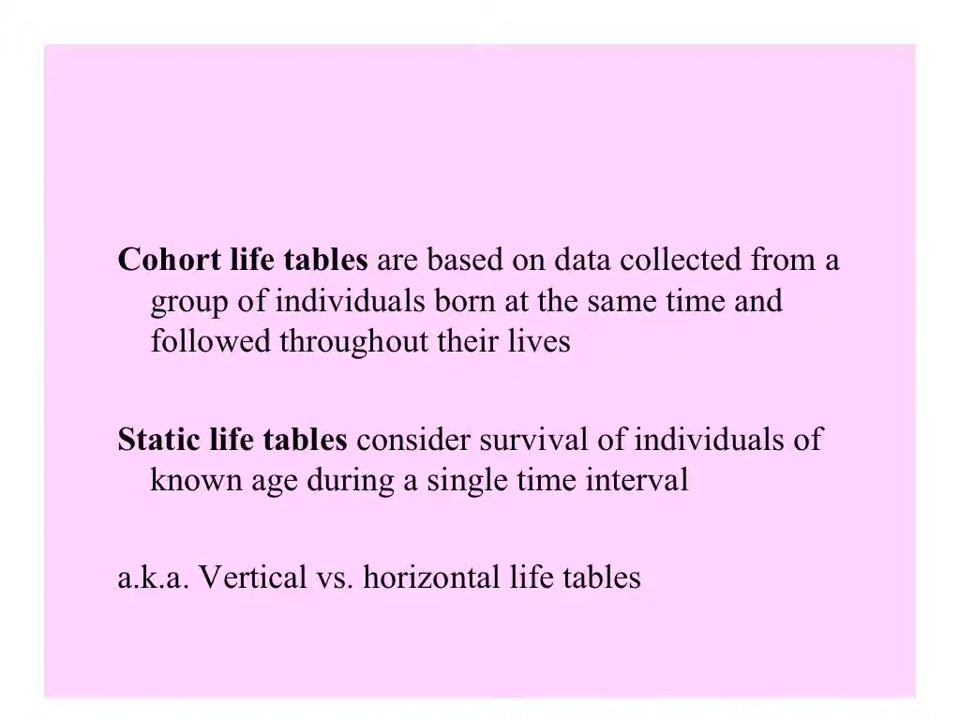 Cohort life tables are based on data collected from a
group of individuals born at the same time and
followed throughout their lives
Static life tables consider survival of individuals of
known age during a single time interval
a.k.a. Vertical vs. horizontal life tables